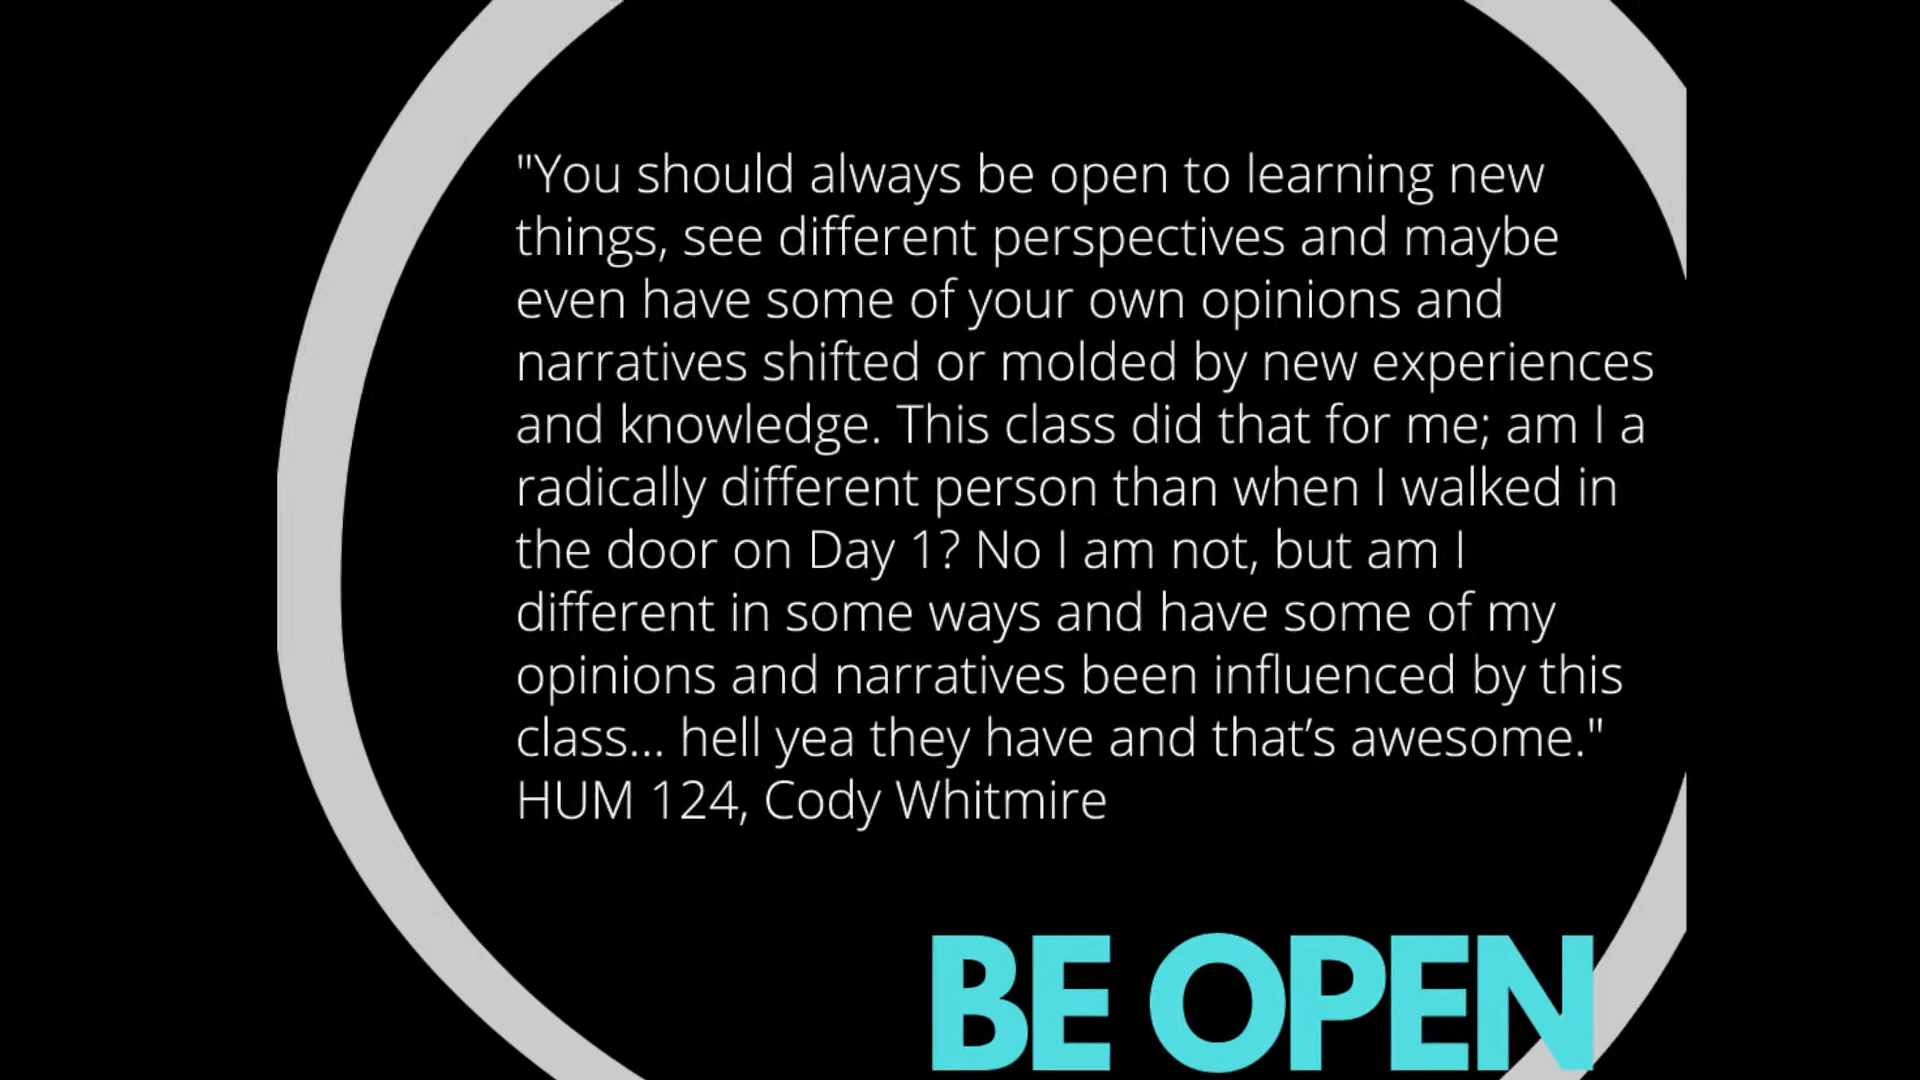 "You should always be open to learning new
things, see different perspectives and maybe
even have some of your own opinions and
narratives shifted or molded by new experiences
and knowledge. This class did that for me; am I a
radically different person than when I walked in
the door on Day 1? No I am not, but am I
different in some ways and have some of my
opinions and narratives been influenced by this
class... hell yea they have and that’s awesome."
HUM 124, Cody Whitmire
BE OPEN